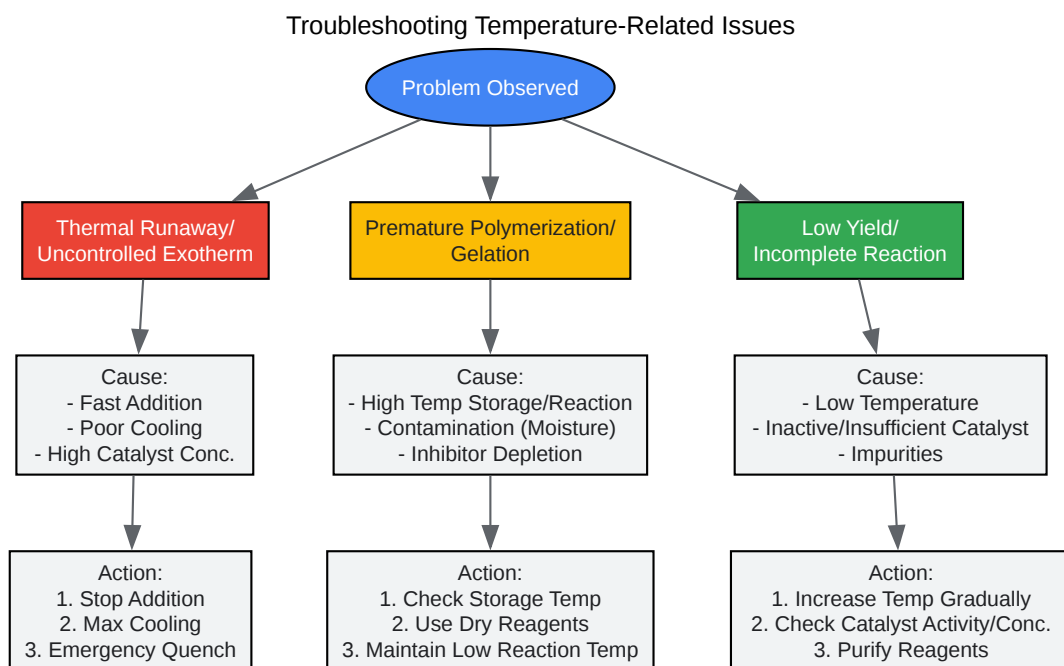 Troubleshooting Temperature-Related Issues
Problem Observed
Thermal Runaway/
Uncontrolled Exotherm
Premature Polymerization/
Gelation
Low Yield/
Incomplete Reaction
Cause:
- Fast Addition
- Poor Cooling
- High Catalyst Conc.
Cause:
- High Temp Storage/Reaction
- Contamination (Moisture)
- Inhibitor Depletion
Cause:
- Low Temperature
- Inactive/Insufficient Catalyst
- Impurities
Action:
1. Stop Addition
2. Max Cooling
3. Emergency Quench
Action:
1. Check Storage Temp
2. Use Dry Reagents
3. Maintain Low Reaction Temp
Action:
1. Increase Temp Gradually
2. Check Catalyst Activity/Conc.
3. Purify Reagents